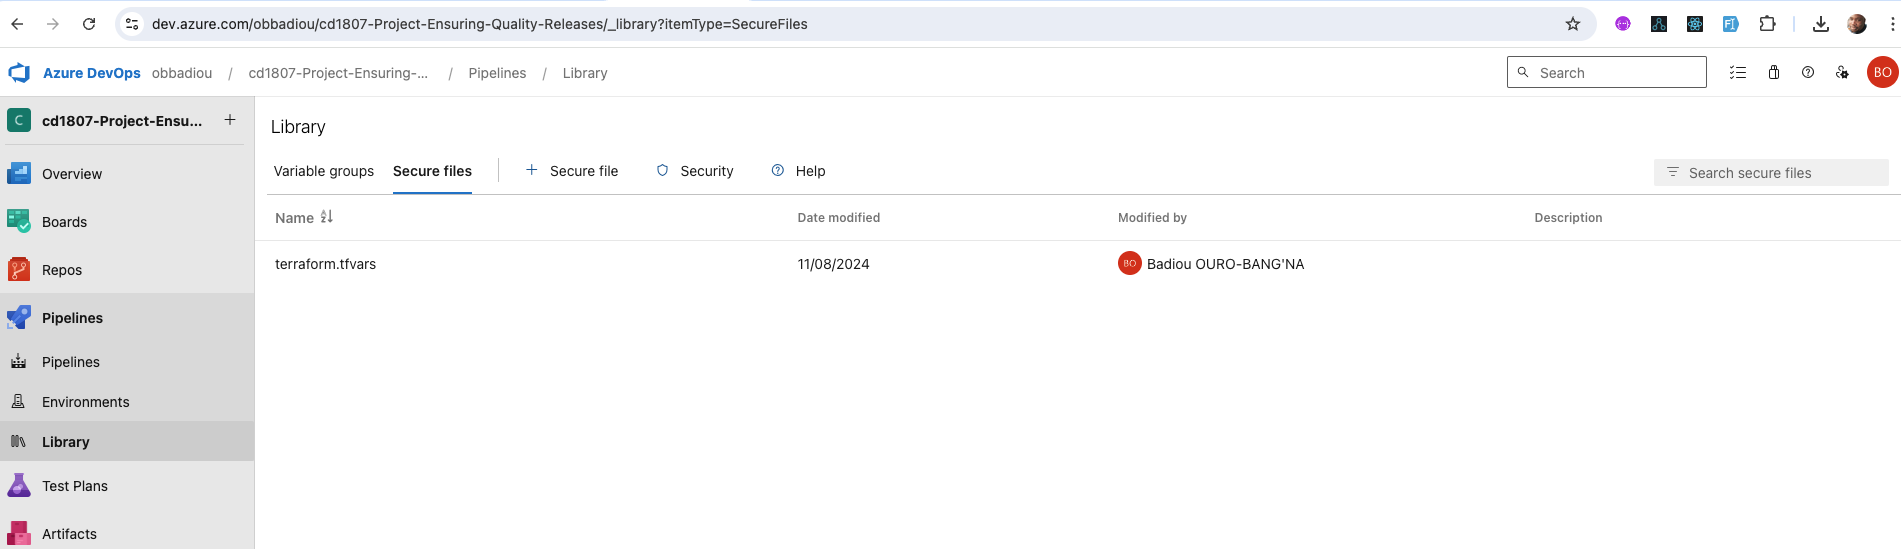 dev.azure.com/obbadiou/cd1807-Project-Ensuring-Quality-Releases/_library?itemType=SecureFiles
Azure DevOps obbadiou / cd1807-Project-Ensuring-... / Pipelines / Library
Search
BO
C cd1807-Project-Ensu... +
Overview
Boards
Repos
Pipelines
Pipelines
Environments
Library
Test Plans
Artifacts
Library
Variable groups Secure files + Secure file Security Help
Search secure files
Name Date modified Modified by Description
terraform.tfvars 11/08/2024 BO Badiou OURO-BANG'NA